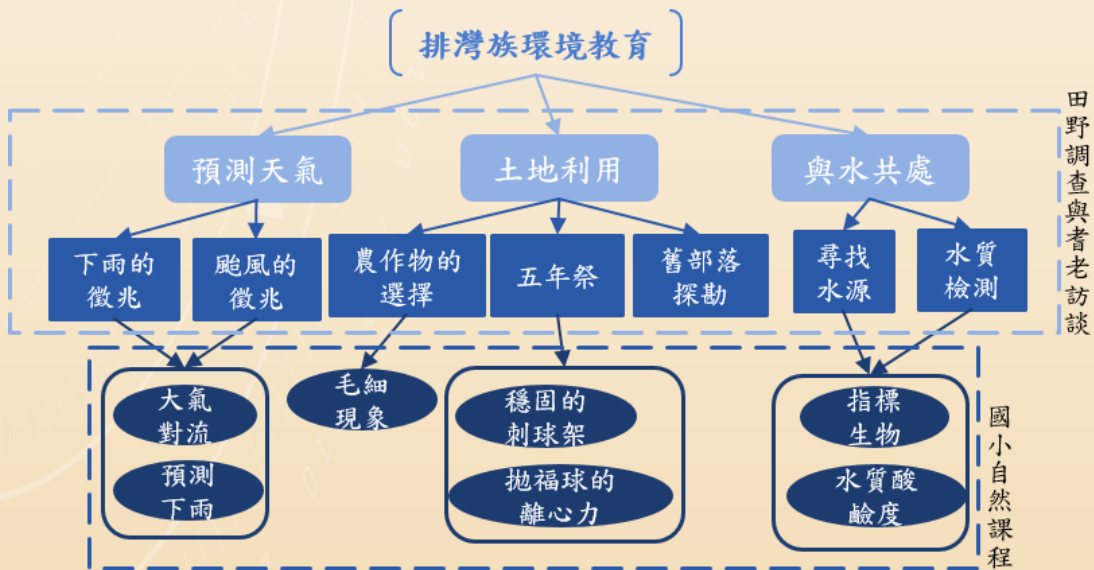 排灣族環境教育
預測天氣
土地利用
與水共處
田野調查與耆老訪談
下雨的
徵兆
颱風的
徵兆
農作物的
選擇
五年祭
舊部落
探勘
尋找
水源
水質
檢測
大氣
對流
預測
下雨
毛細
現象
穩固的
刺球架
拋福球的
離心力
指標
生物
水質酸
鹼度
國小自然課程